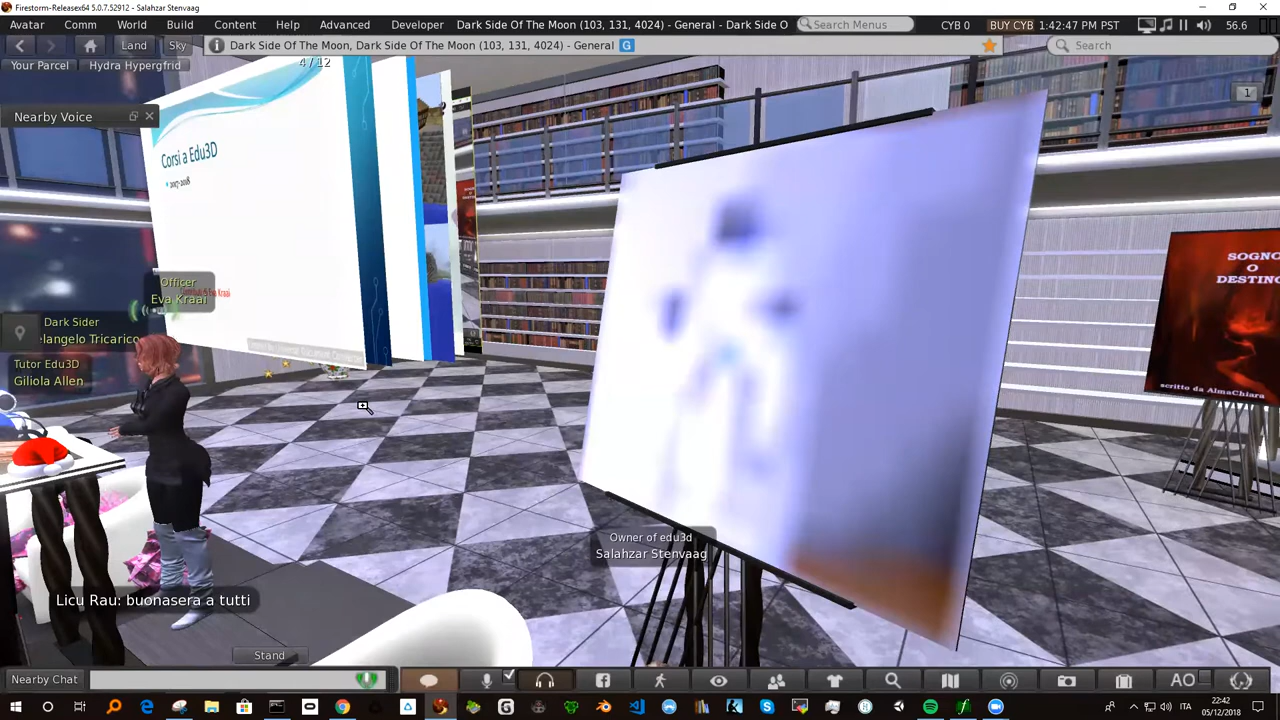 Firestorm-Releasex64 5.0.7.52912 - Salahzar Stenvaag
Avatar Comm World Build Content Help Advanced Developer Dark Side Of The Moon (103, 131, 4024) - General - Dark Side O Search Menus CYB 0 BUY CYB 1:42:47 PM PST 56.6
Land Sky Dark Side Of The Moon, Dark Side Of The Moon (103, 131, 4024) - General G Search
Your Parcel Hydra Hypergfrid
4 / 12
1
Nearby Voice
Corsi a Edu3D
2017-2018
SOGNO
O
DESTINO
scritto da AlmaChiara
Officer
Eva Kraai
Dark Sider
elangelo Tricarico
Tutor Edu3D
Giliola Allen
Owner of edu3d
Salahzar Stenvaag
Licu Rau: buonasera a tutti
Stand
Nearby Chat
AO
ITA
22:42
05/12/2018